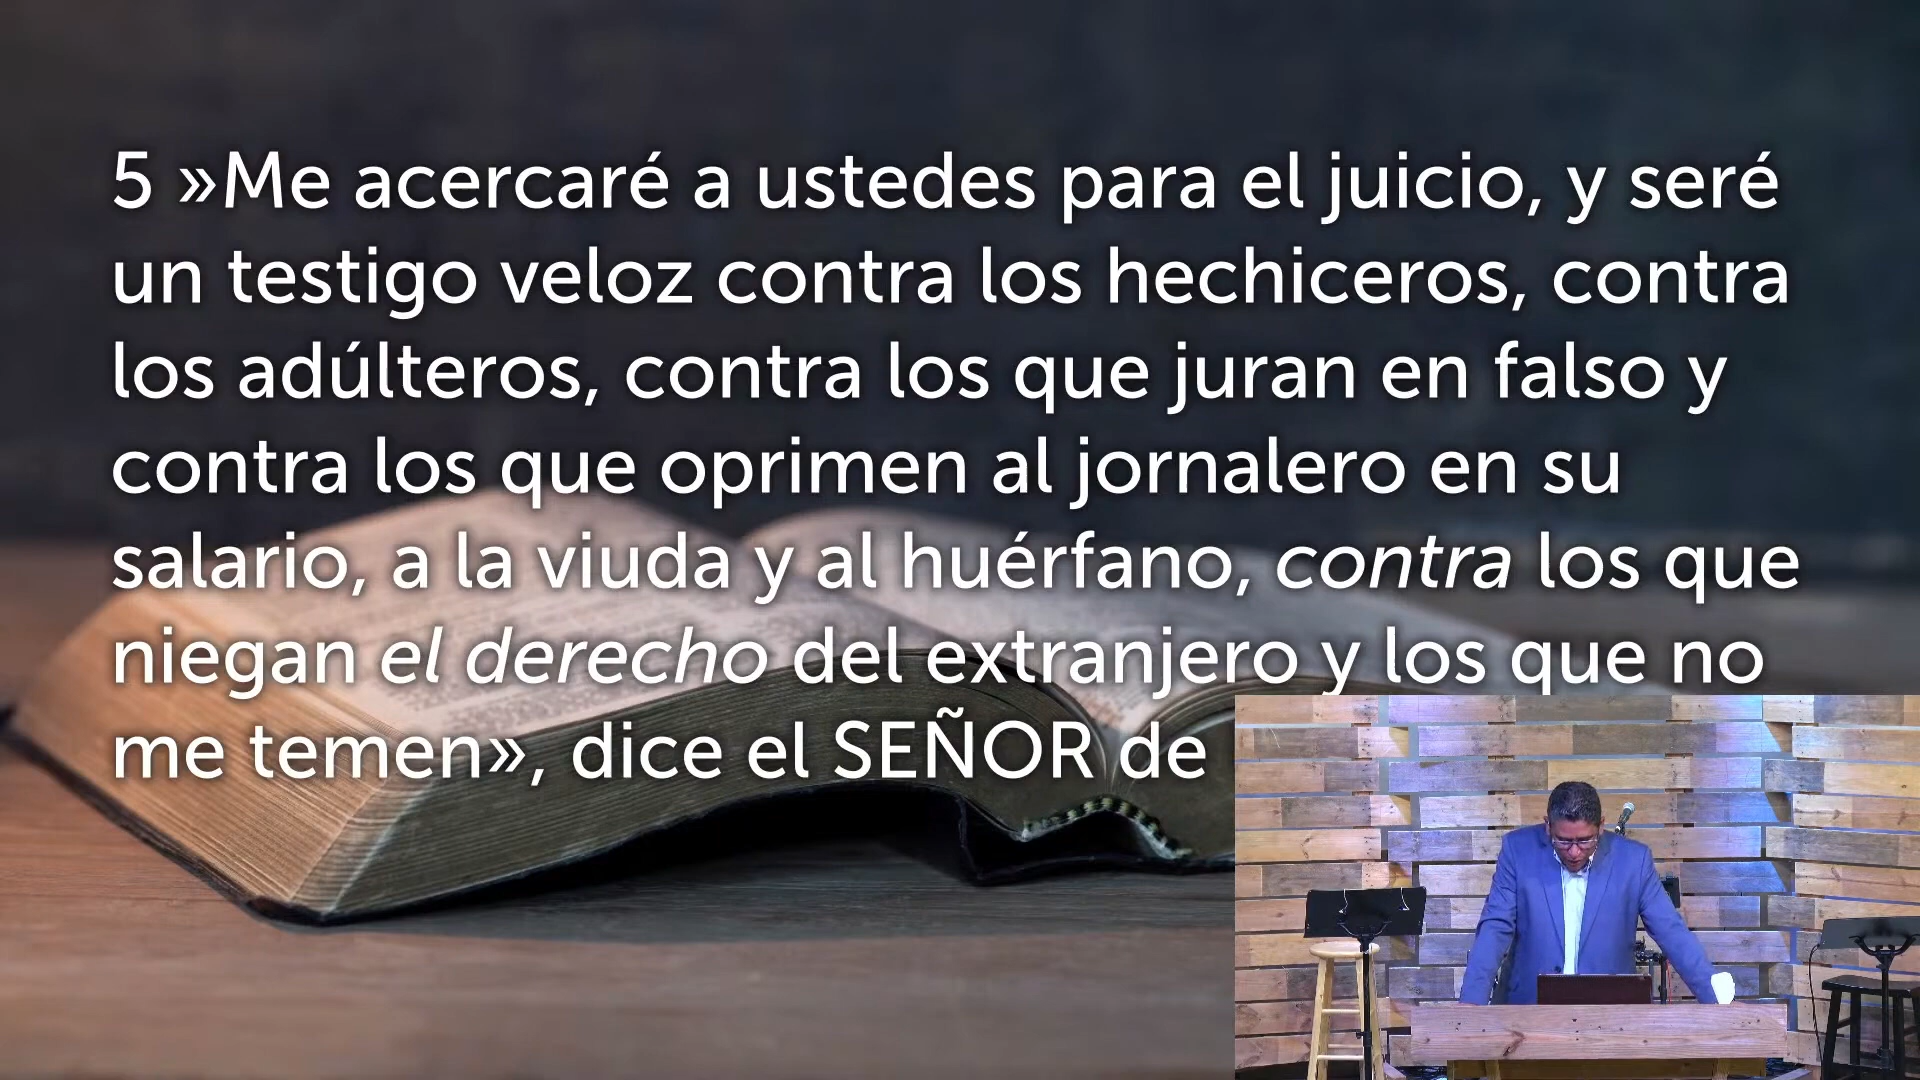 5 »Me acercaré a ustedes para el juicio, y seré
un testigo veloz contra los hechiceros, contra
los adúlteros, contra los que juran en falso y
contra los que oprimen al jornalero en su
salario, a la viuda y al huérfano, contra los que
niegan el derecho del extranjero y los que no
me temen», dice el SEÑOR de